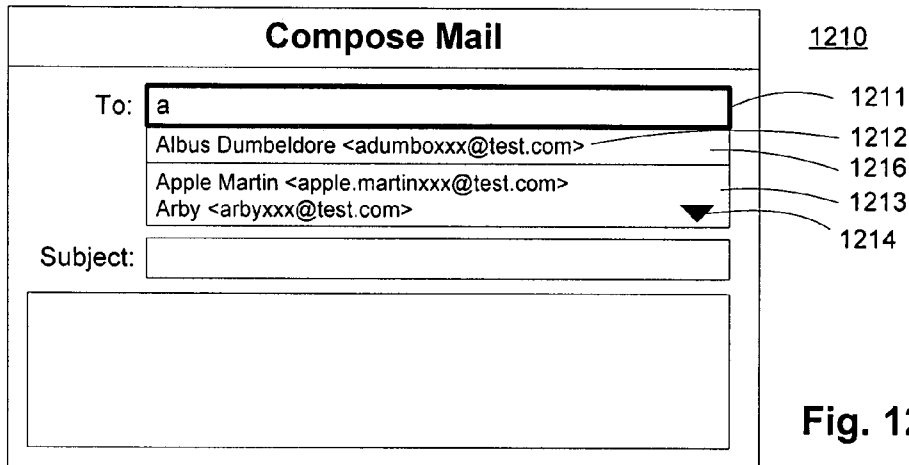 Compose Mail
1210
To: a
1211
Albus Dumbeldore <adumboxxx@test.com>
1212
1216
Apple Martin <apple.martinxxx@test.com>
1213
Arby <arbyxxx@test.com>
1214
Subject:
Fig.